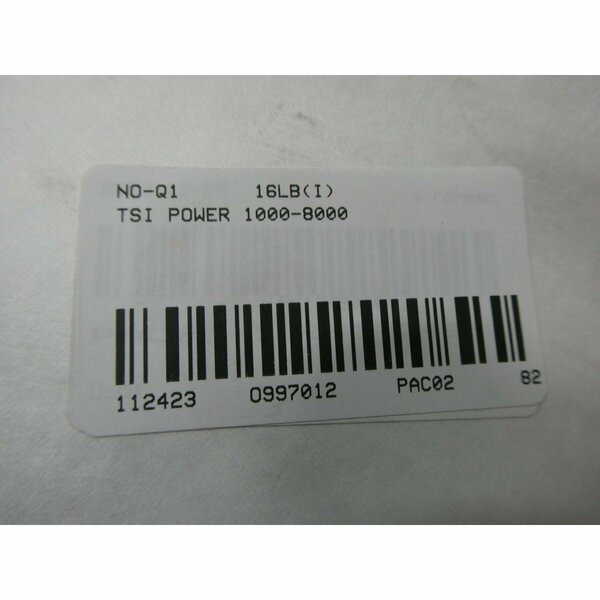 NO-Q1 16LB(I)
TSI POWER 1000-8000
112423 0997012 PAC02 82